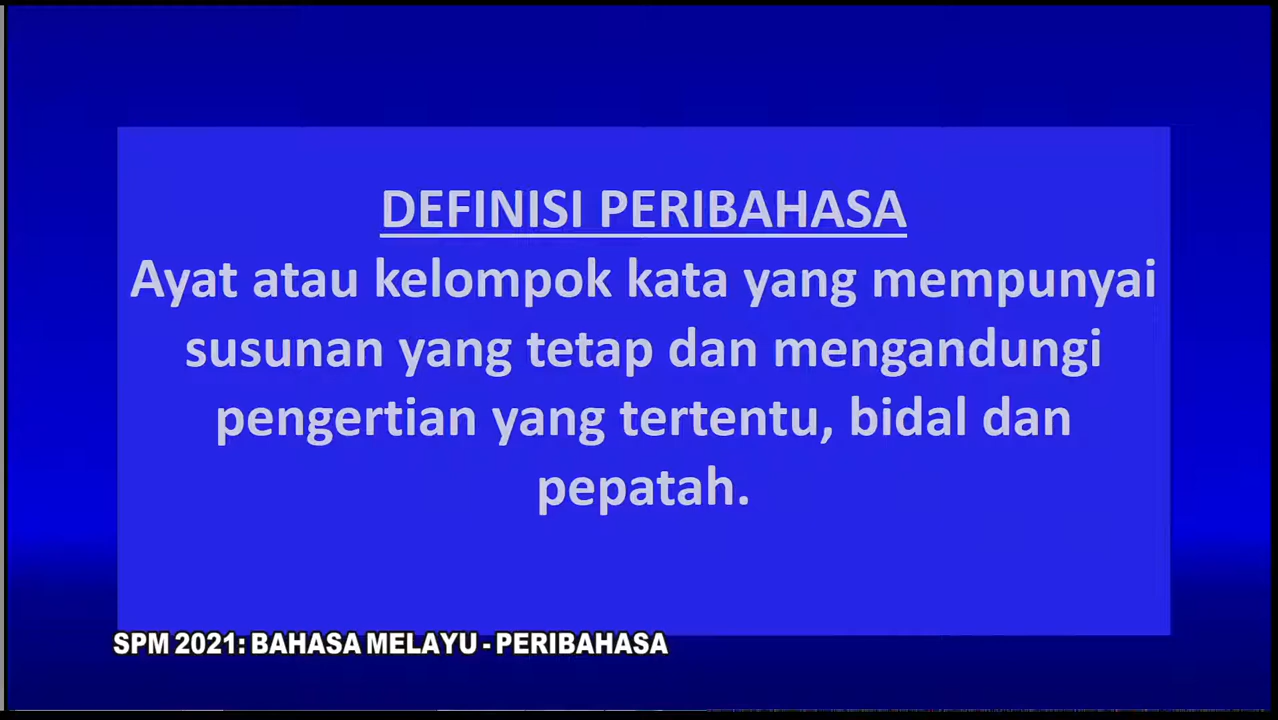 DEFINISI PERIBAHASA
Ayat atau kelompok kata yang mempunyai
susunan yang tetap dan mengandungi
pengertian yang tertentu, bidal dan
pepatah.
SPM 2021: BAHASA MELAYU - PERIBAHASA